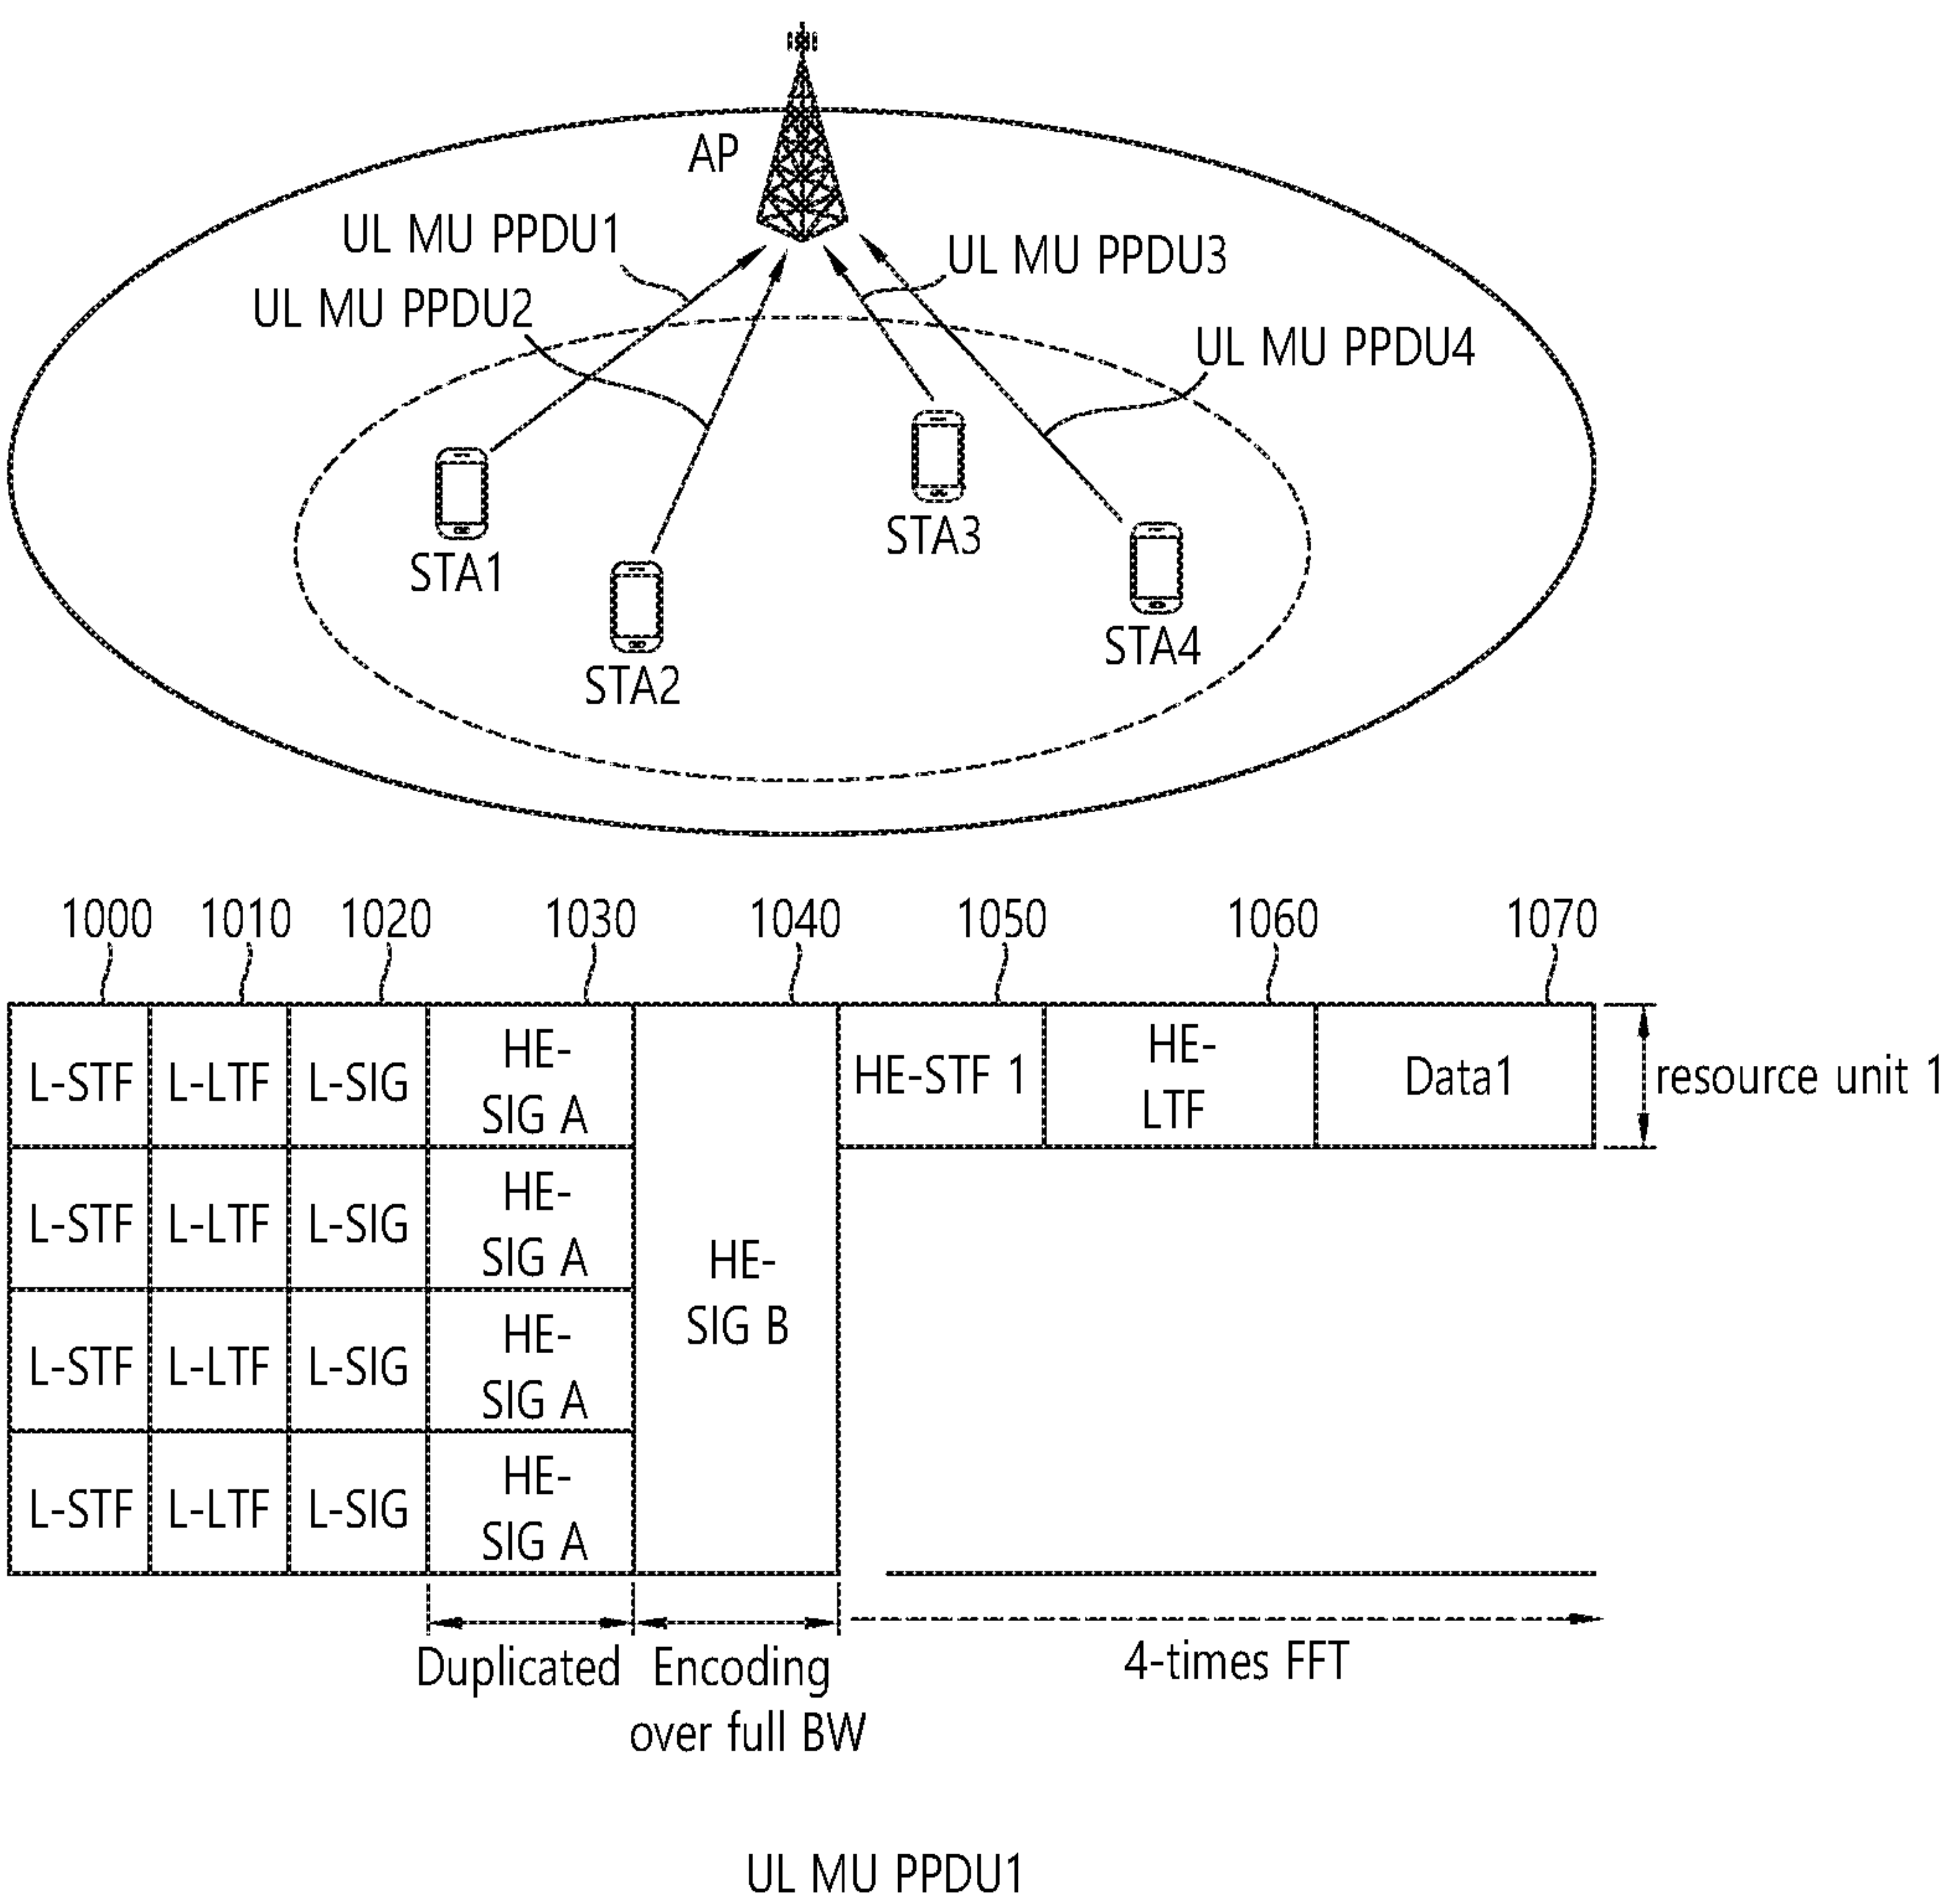 AP
UL MU PPDU1
UL MU PPDU3
UL MU PPDU2
UL MU PPDU4
STA1
STA2
STA3
STA4
1000 1010 1020 1030 1040 1050 1060 1070
L-STF L-LTF L-SIG HE-
SIG A
HE-STF 1 HE-
LTF
Data1 resource unit 1
L-STF L-LTF L-SIG HE-
SIG A
HE-
SIG B
L-STF L-LTF L-SIG HE-
SIG A
L-STF L-LTF L-SIG HE-
SIG A
Duplicated
Encoding
over full BW
4-times FFT
UL MU PPDU1